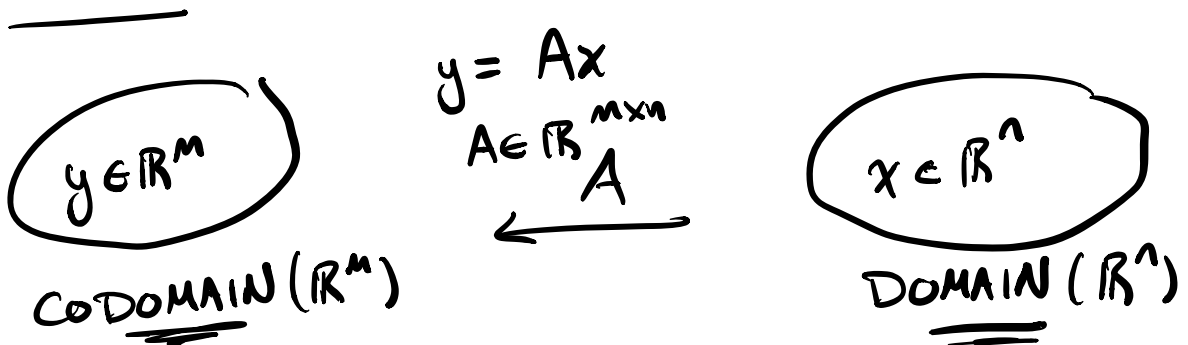 y = Ax
A ∈ ℝ^{m×n}
A
y ∈ ℝ^m
x ∈ ℝ^n
CODOMAIN (ℝ^m)
DOMAIN (ℝ^n)